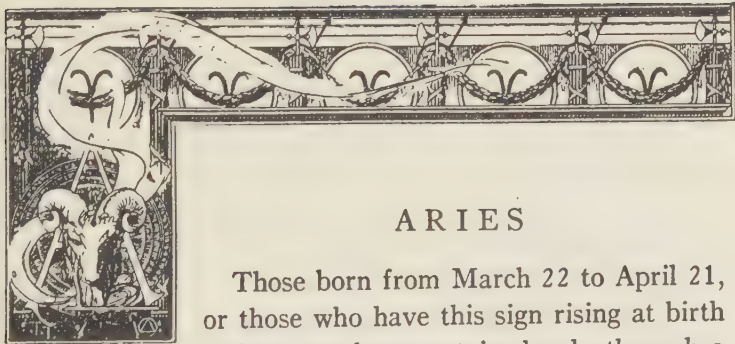 ARIES
Those born from March 22 to April 21,
or those who have this sign rising at birth